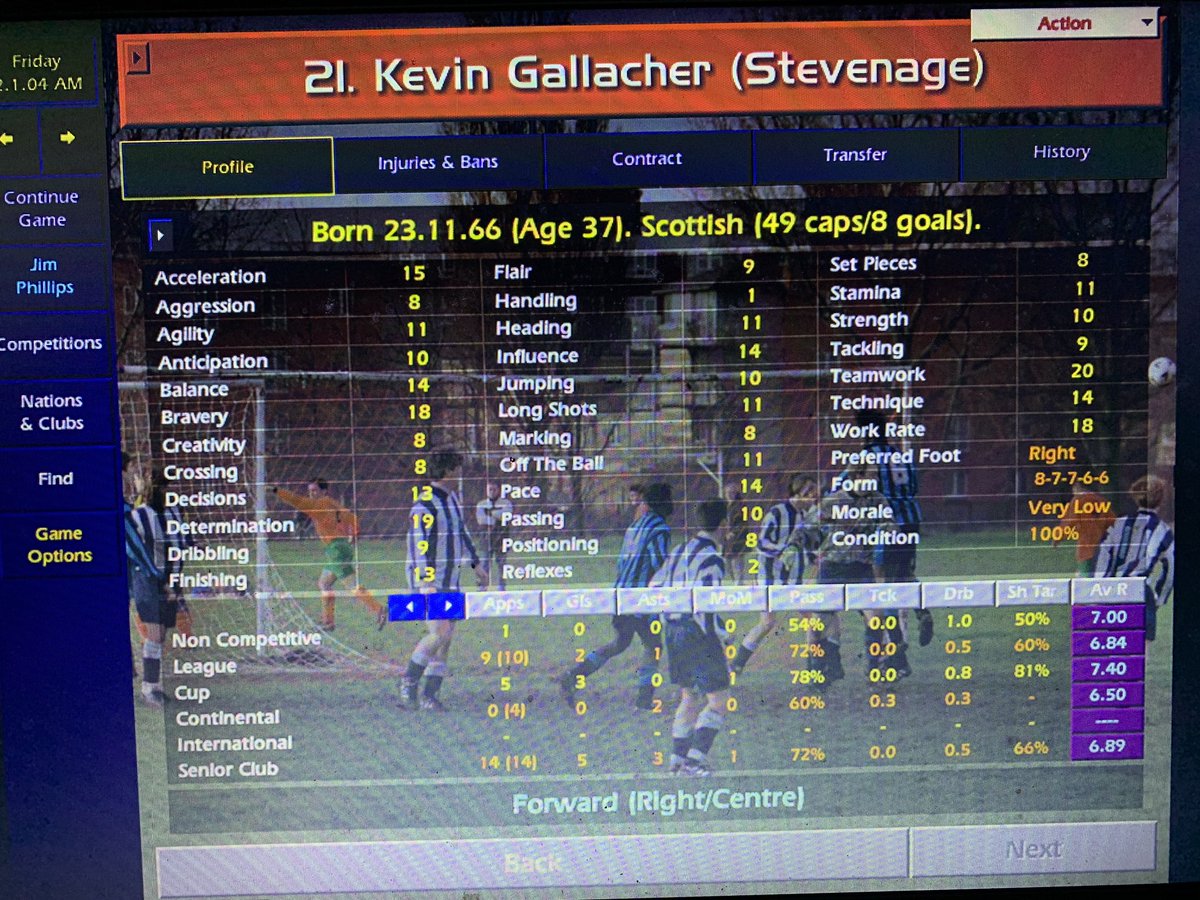 Action
Friday
2.1.04 AM
21. Kevin Gallacher (Stevenage)
Profile
Injuries & Bans
Contract
Transfer
History
Continue
Game
Jim
Phillips
Competitions
Nations
& Clubs
Find
Game
Options
Born 23.11.66 (Age 37). Scottish (49 caps/8 goals).
Acceleration 15 Flair 9 Set Pieces 8
Aggression 8 Handling 1 Stamina 11
Agility 11 Heading 11 Strength 10
Anticipation 10 Influence 14 Tackling 9
Balance 14 Jumping 10 Teamwork 20
Bravery 18 Long Shots 11 Technique 14
Creativity 8 Marking 8 Work Rate 18
Crossing 8 Off The Ball 11 Preferred Foot Right
Decisions 13 Pace 14 Form 8-7-7-6-6
Determination 19 Passing 10 Morale Very Low
Dribbling 9 Positioning 8 Condition 100%
Finishing 13 Reflexes 2
Apps Gls Asts MoM Pass Tck Drb Sh Tar Av R
Non Competitive 1 0 0 0 54% 0.0 1.0 50% 7.00
League 9 (10) 2 1 0 72% 0.0 0.5 60% 6.84
Cup 5 3 0 1 78% 0.0 0.8 81% 7.40
Continental 0 (4) 0 2 0 60% 0.3 0.3 - 6.50
International - - - - - - - - ----
Senior Club 14 (14) 5 3 1 72% 0.0 0.5 66% 6.89
Forward (Right/Centre)
Back
Next